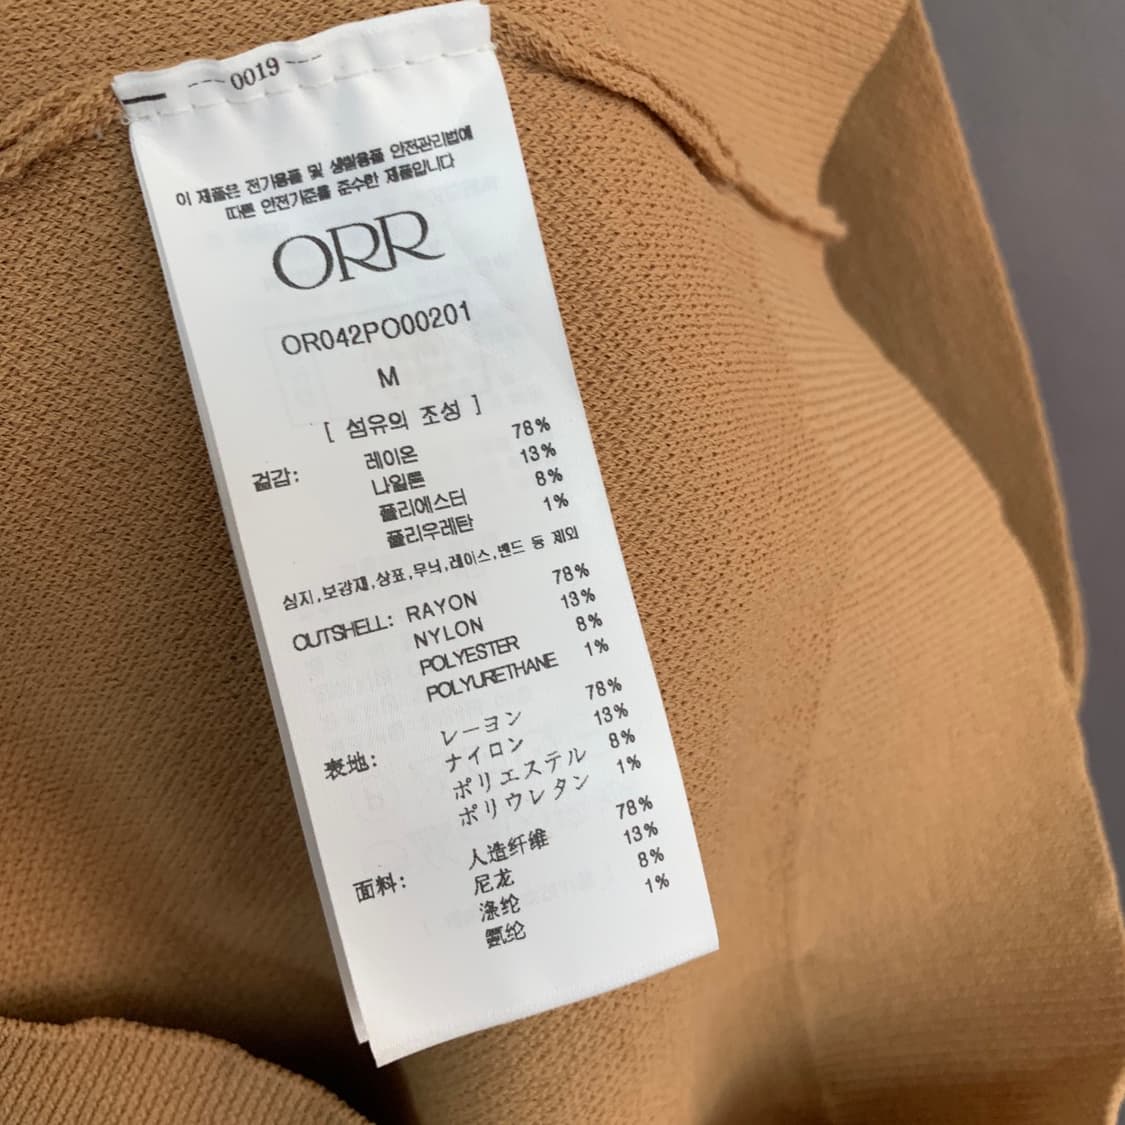 0019
이 제품은 전기용품 및 생활용품 안전관리법에
따른 안전기준을 준수한 제품입니다
ORR
OR042PO00201
M
[ 섬유의 조성 ]
겉감: 레이온 78%
나일론 13%
폴리에스터 8%
폴리우레탄 1%
심지,보강재,상표,무늬,레이스,밴드 등 제외
OUTSHELL: RAYON 78%
NYLON 13%
POLYESTER 8%
POLYURETHANE 1%
表地: レーヨン 78%
ナイロン 13%
ポリエステル 8%
ポリウレタン 1%
面料: 人造纤维 78%
尼龙 13%
涤纶 8%
氨纶 1%